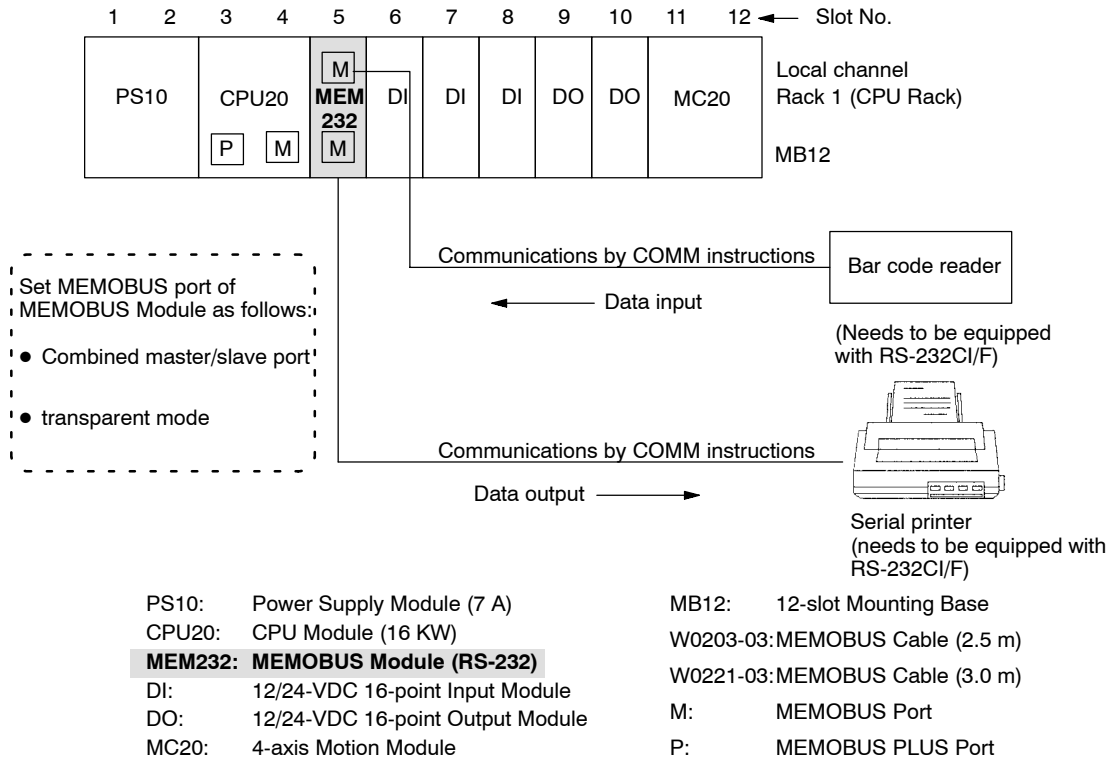 1 2 3 4 5 6 7 8 9 10 11 12 Slot No.
PS10 CPU20 MEM 232 DI DI DI DO DO MC20
M
P M M
Local channel
Rack 1 (CPU Rack)
MB12
Set MEMOBUS port of
MEMOBUS Module as follows:
● Combined master/slave port
● transparent mode
Communications by COMM instructions
Data input
Bar code reader
(Needs to be equipped
with RS-232CI/F)
Communications by COMM instructions
Data output
Serial printer
(needs to be equipped with
RS-232CI/F)
PS10: Power Supply Module (7 A)
CPU20: CPU Module (16 KW)
MEM232: MEMOBUS Module (RS-232)
DI: 12/24-VDC 16-point Input Module
DO: 12/24-VDC 16-point Output Module
MC20: 4-axis Motion Module
MB12: 12-slot Mounting Base
W0203-03: MEMOBUS Cable (2.5 m)
W0221-03: MEMOBUS Cable (3.0 m)
M: MEMOBUS Port
P: MEMOBUS PLUS Port